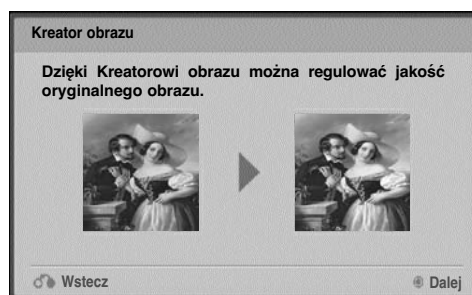 Kreator obrazu
Dzięki Kreatorowi obrazu można regulować jakość
oryginalnego obrazu.
Wstecz
Dalej